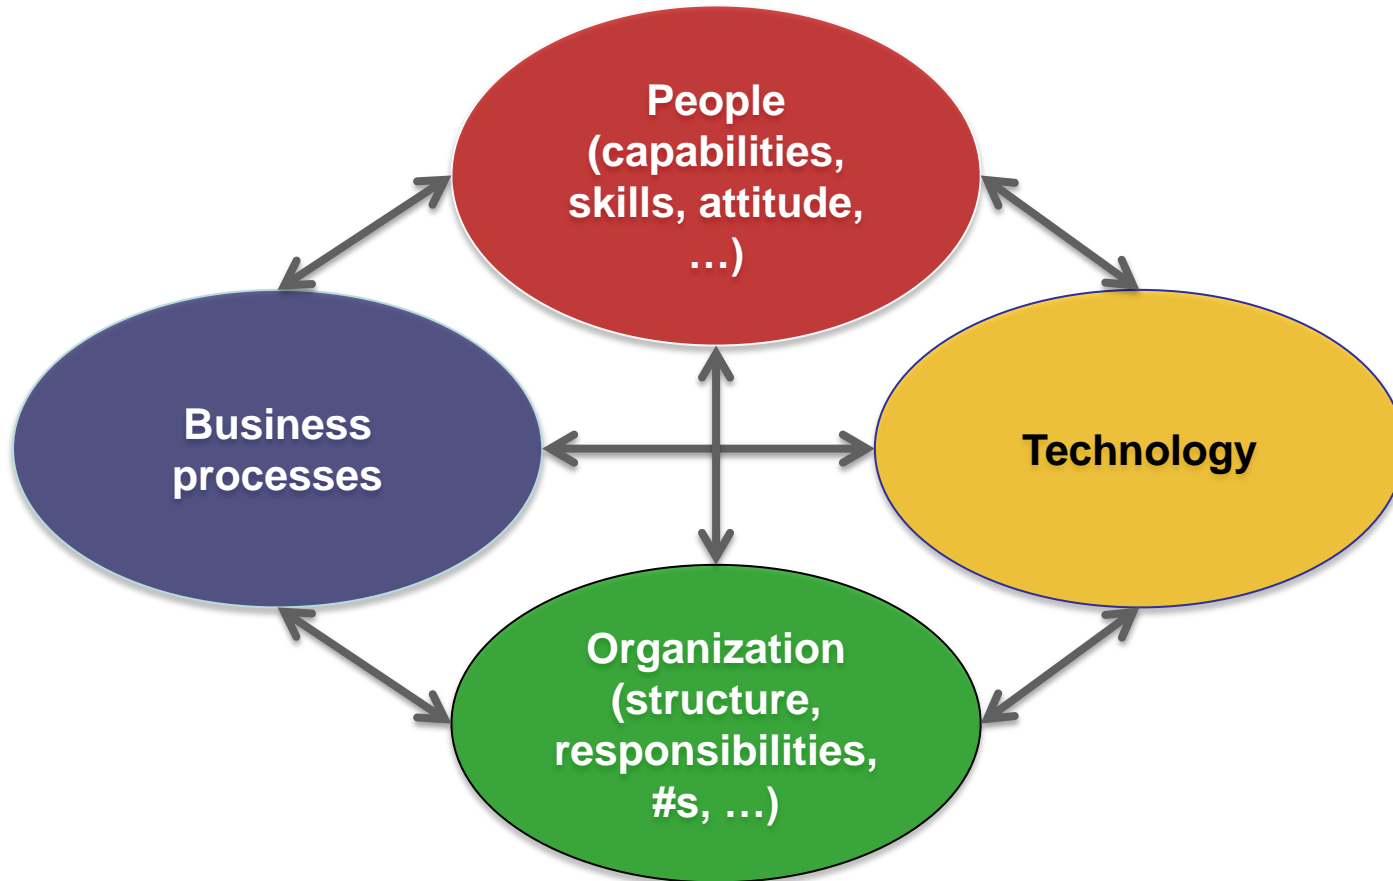 People
(capabilities,
skills, attitude,
…)
Business
processes
Technology
Organization
(structure,
responsibilities,
#s, …)